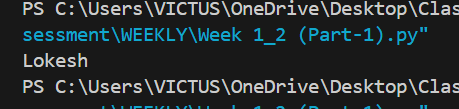 PS C:\Users\VICTUS\OneDrive\Desktop\Clas
sessment\WEEKLY\Week 1_2 (Part-1).py"
Lokesh
PS C:\Users\VICTUS\OneDrive\Desktop\Clas